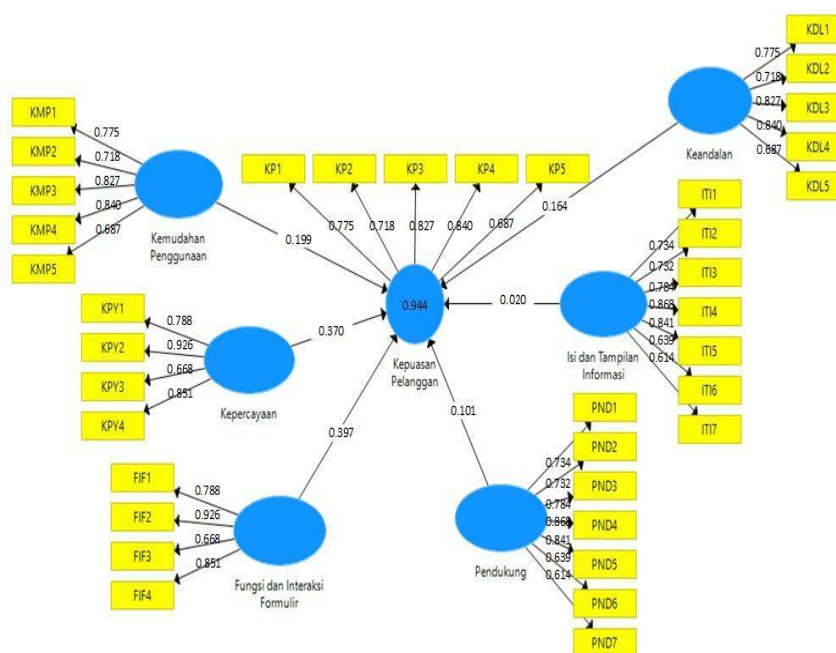 KMP1
KMP2
KMP3
KMP4
KMP5
0.775
0.718
0.827
0.840
0.687
Kemudahan
Penggunaan
0.199
KP1
KP2
KP3
KP4
KP5
0.775
0.718
0.827
0.840
0.687
0.944
Kepuasan
Pelanggan
KDL1
KDL2
KDL3
KDL4
KDL5
0.775
0.718
0.827
0.840
0.687
Keandalan
0.164
KPY1
KPY2
KPY3
KPY4
0.788
0.926
0.668
0.851
Kepercayaan
0.370
ITI1
ITI2
ITI3
ITI4
ITI5
ITI6
ITI7
0.734
0.732
0.784
0.868
0.841
0.639
0.614
Isi dan Tampilan
Informasi
0.020
FIF1
FIF2
FIF3
FIF4
0.788
0.926
0.668
0.851
Fungsi dan Interaksi
Formulir
0.397
PND1
PND2
PND3
PND4
PND5
PND6
PND7
0.734
0.732
0.784
0.868
0.841
0.639
0.614
Pendukung
0.101